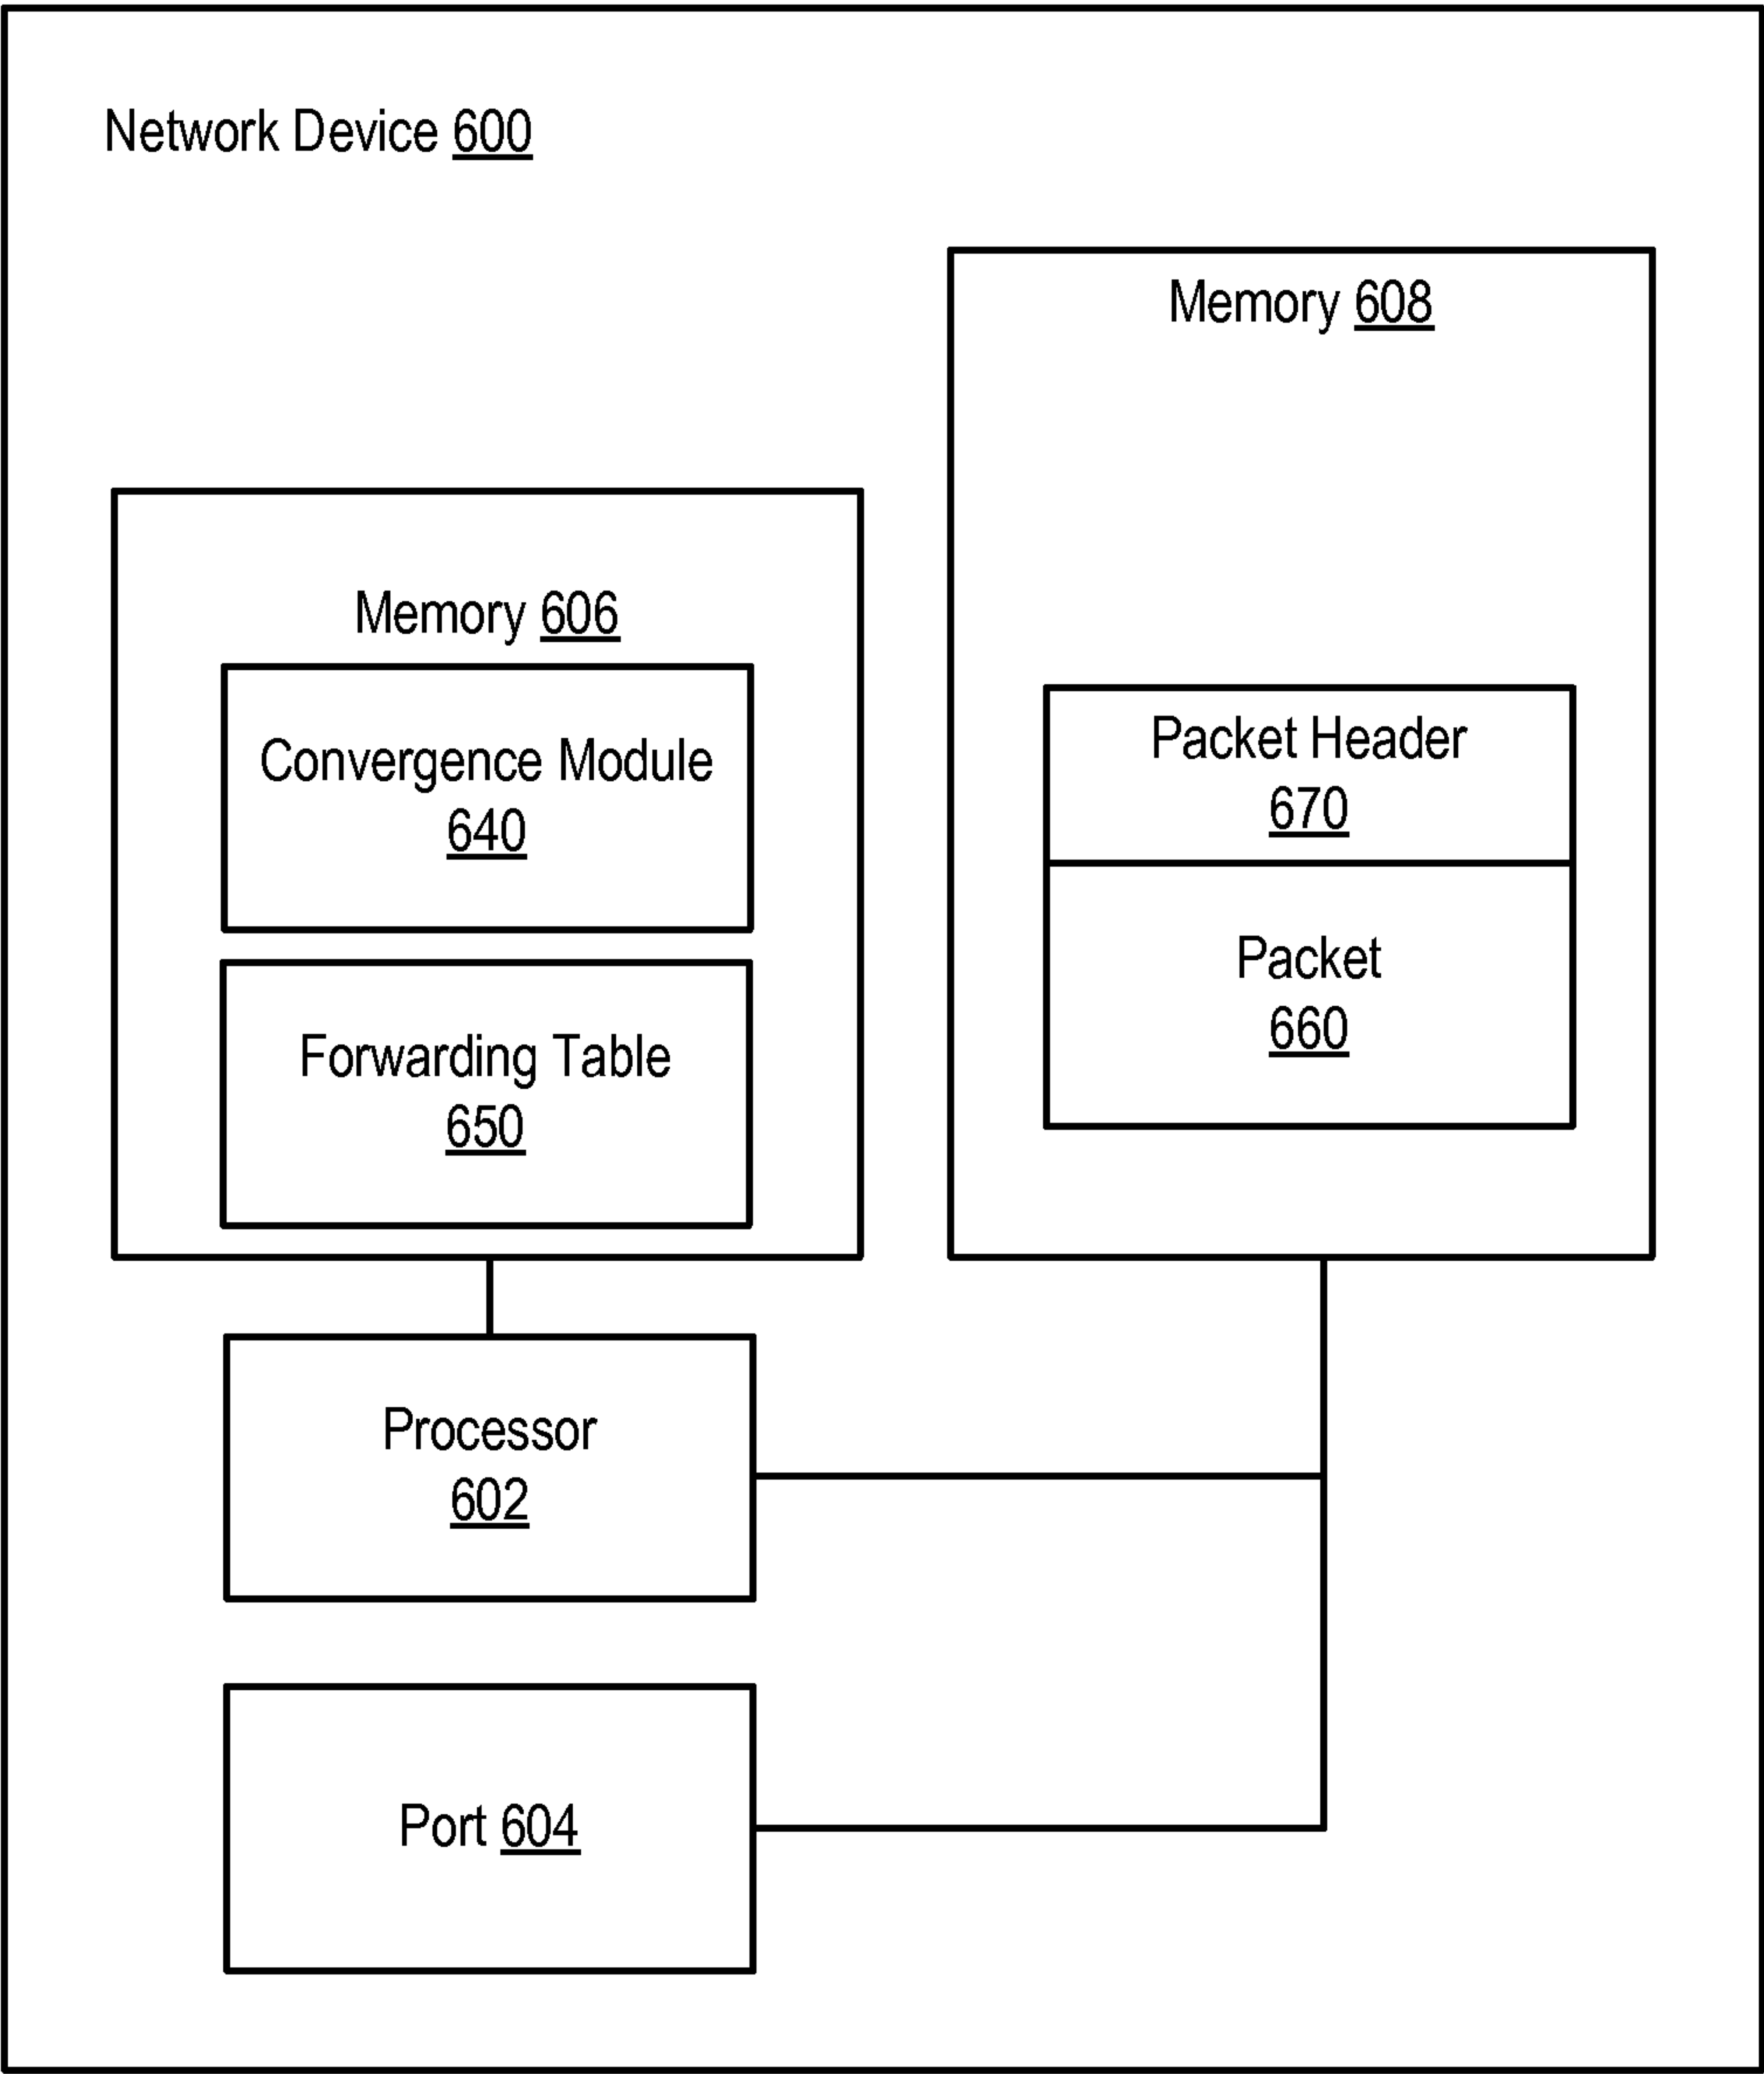 Network Device 600
Memory 608
Memory 606
Convergence Module
640
Forwarding Table
650
Packet Header
670
Packet
660
Processor
602
Port 604